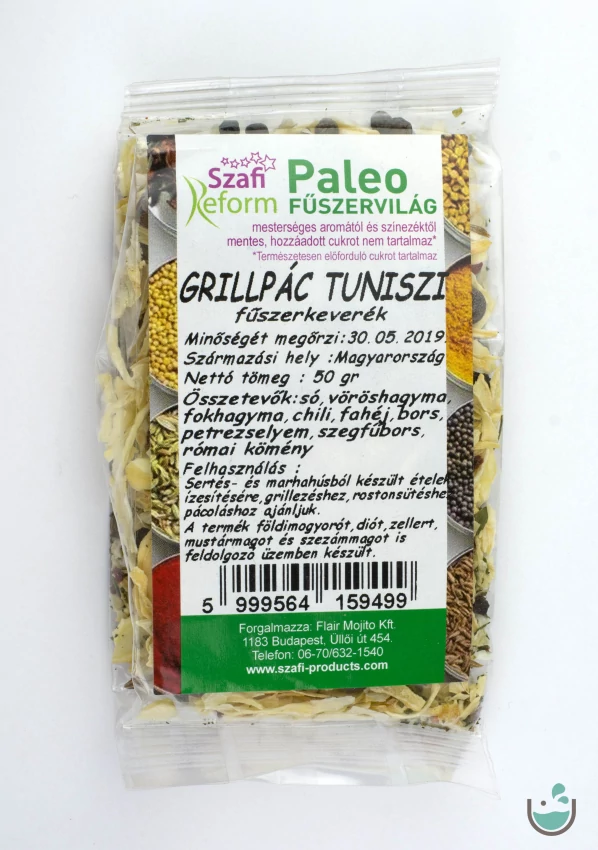 Szafi Reform
Paleo
FŰSZERVILÁG
mesterséges aromától és színezéktől
mentes, hozzáadott cukrot nem tartalmaz*
*Természetesen előforduló cukrot tartalmaz
GRILLPÁC TUNISZI
fűszerkeverék
Minőségét megőrzi:30.05. 2019.
Származási hely :Magyarország
Nettó tömeg : 50 gr
Összetevők:só,vöröshagyma,
fokhagyma,chili,fahéj,bors,
petrezselyem,szegfűbors,
római kömény
Felhasználás :
Sertés- és marhahúsból készült ételek
ízesítésére,grillezéshez,rostonsütéshe
pácoláshoz ajánljuk.
A termék földimogyorót,diót,zellert,
mustármagot és szezámmagot is
feldolgozó üzemben készült.
5 999564 159499
Forgalmazza: Flair Mojito Kft.
1183 Budapest, Üllői út 454.
Telefon: 06-70/632-1540
www.szafi-products.com